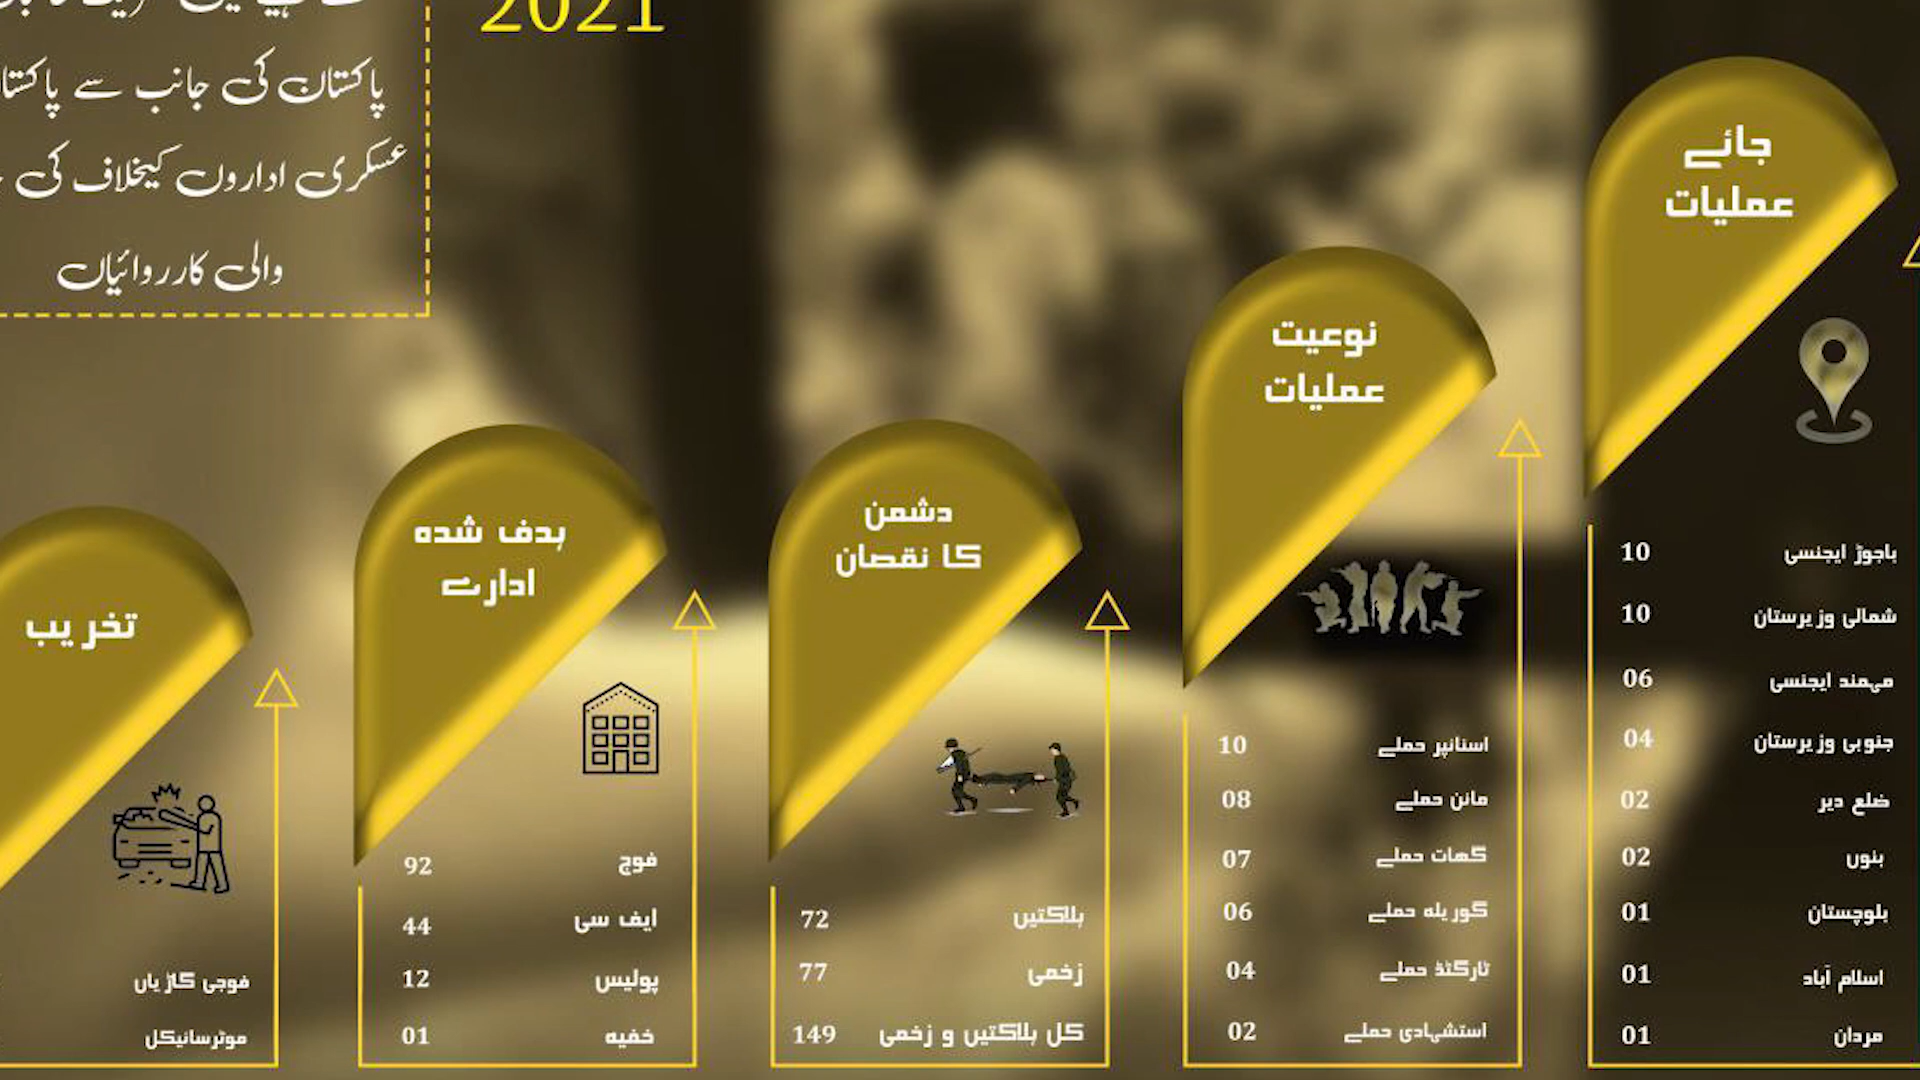 2021
پاکستان کی جانب سے
عسکری اداروں کیخلاف کی
والی کارروائیاں
جائے
عملیات
باجوڑ ایجنسی 10
شمالی وزیرستان 10
مہمند ایجنسی 06
جنوبی وزیرستان 04
ضلع دیر 02
بنوں 02
بلوچستان 01
اسلام آباد 01
مردان 01
نوعیت
عملیات
اسنائپر حملے 10
مائن حملے 08
گھات حملے 07
گوریلہ حملے 06
ٹارگٹڈ حملے 04
استشہادی حملے 02
دشمن
کا نقصان
ہلاکتیں 72
زخمی 77
کل ہلاکتیں و زخمی 149
ہدف شدہ
ادارے
فوج 92
ایف سی 44
پولیس 12
خفیہ 01
تخریب
فوجی گاڑیاں
موٹرسائیکل